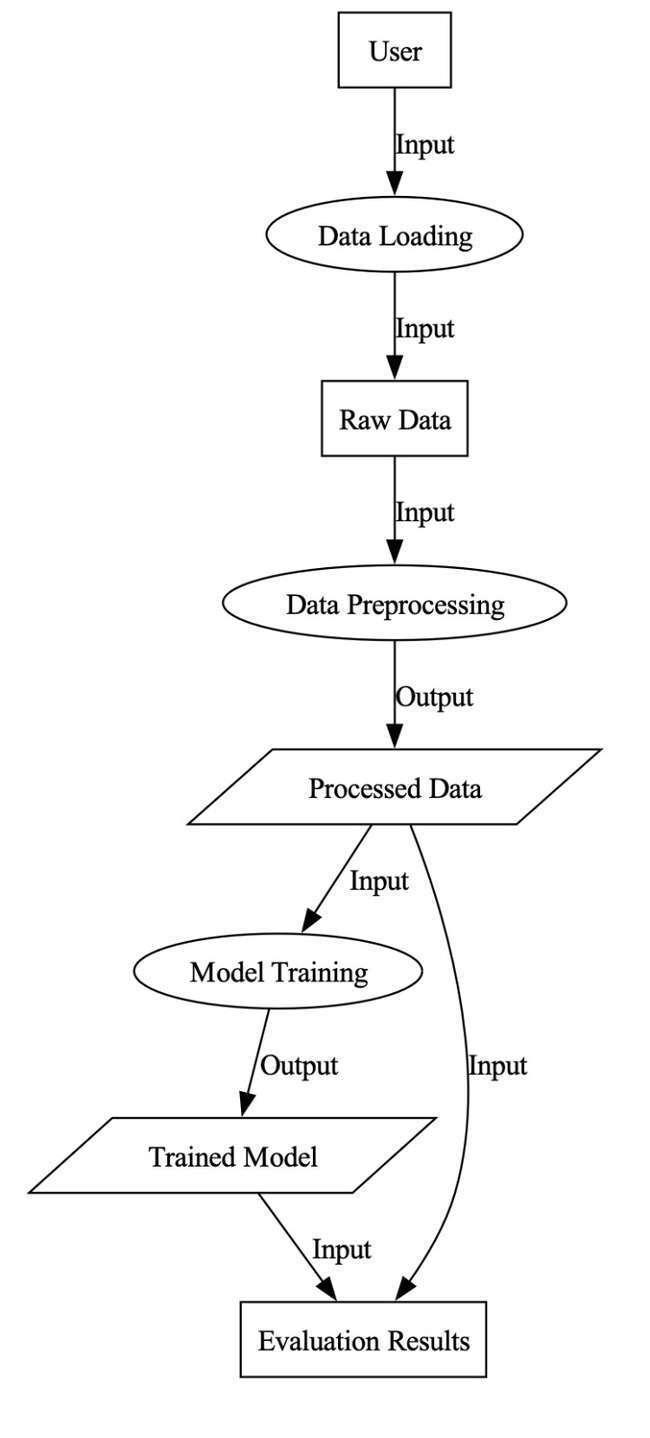 User
Input
Data Loading
Input
Raw Data
Input
Data Preprocessing
Output
Processed Data
Input
Model Training
Output
Input
Trained Model
Input
Evaluation Results